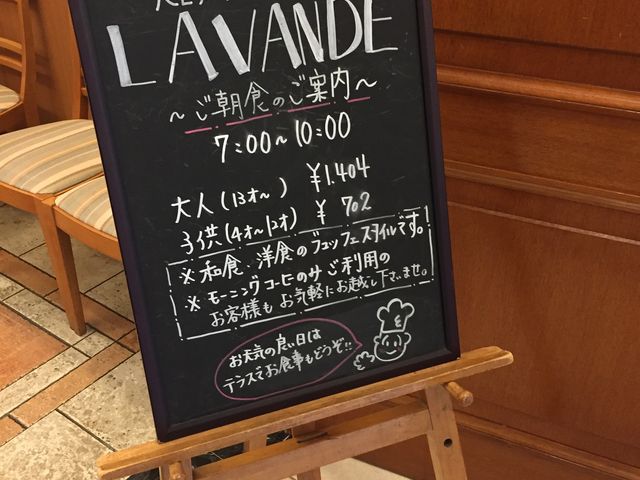 LAVANDE
~ご朝食のご案内~
7:00~10:00
大人(13才~) ¥1.404
子供(4才~12才) ¥ 702
※和食、洋食のブュッフェスタイルです。!
※モーニングコーヒーのみご利用の
お客様もお気軽にお越し下さいませ。
お天気の良い日は
テラスでお食事もどうぞ!!